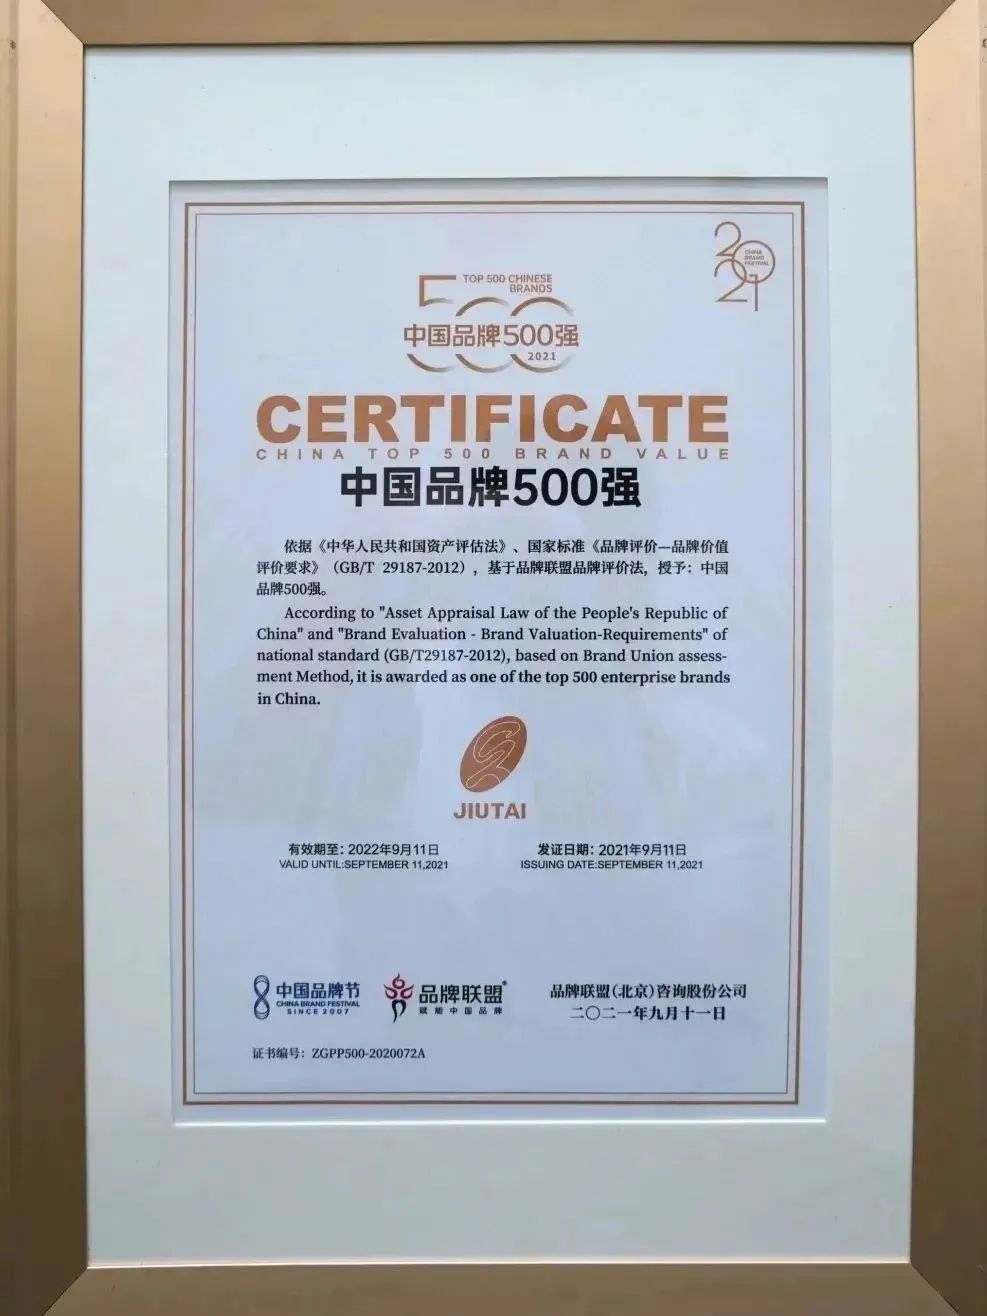 2021
CHINA
BRAND
FESTIVAL
TOP 500 CHINESE
BRANDS
中国品牌500强
2021
CERTIFICATE
CHINA TOP 500 BRAND VALUE
中国品牌500强
依据《中华人民共和国资产评估法》、国家标准《品牌评价—品牌价值
评价要求》（GB/T 29187-2012），基于品牌联盟品牌评价法，授予：中国
品牌500强。
According to "Asset Appraisal Law of the People's Republic of
China" and "Brand Evaluation - Brand Valuation-Requirements" of
national standard (GB/T29187-2012), based on Brand Union assess-
ment Method, it is awarded as one of the top 500 enterprise brands
in China.
JIUTAI
有效期至：2022年9月11日
VALID UNTIL:SEPTEMBER 11,2021
发证日期：2021年9月11日
ISSUING DATE:SEPTEMBER 11,2021
中国品牌节
CHINA BRAND FESTIVAL
SINCE 2007
品牌联盟®
赋能中国品牌
品牌联盟（北京）咨询股份公司
二〇二一年九月十一日
证书编号：ZGPP500-2020072A